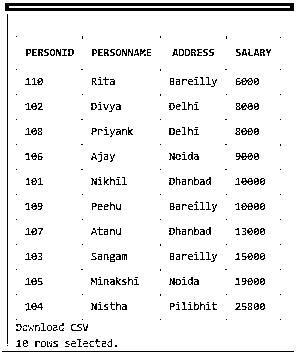 PERSONID PERSONNAME ADDRESS SALARY
110 Rita Bareilly 6000
102 Divya Delhi 8000
108 Priyank Delhi 8000
106 Ajay Noida 9000
101 Nikhil Dhanbad 10000
109 Peehu Bareilly 10000
107 Atanu Dhanbad 13000
103 Sangam Bareilly 15000
105 Minakshi Noida 19000
104 Nistha Pilibhit 25800
Download CSV
10 rows selected.